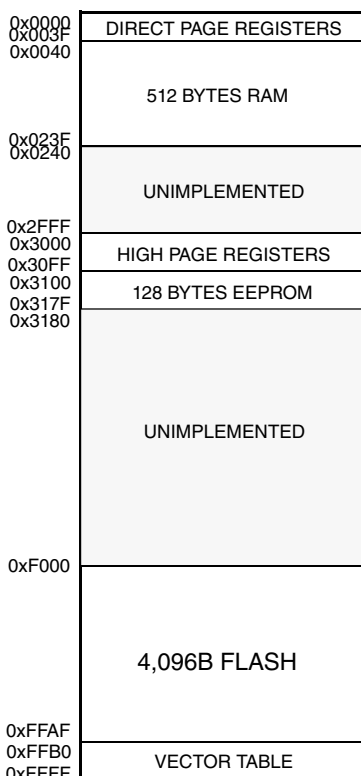 0x0000
DIRECT PAGE REGISTERS
0x003F
0x0040
512 BYTES RAM
0x023F
0x0240
UNIMPLEMENTED
0x2FFF
0x3000
HIGH PAGE REGISTERS
0x30FF
0x3100
128 BYTES EEPROM
0x317F
0x3180
UNIMPLEMENTED
0xF000
4,096B FLASH
0xFFAF
0xFFB0
VECTOR TABLE
0xFFFF